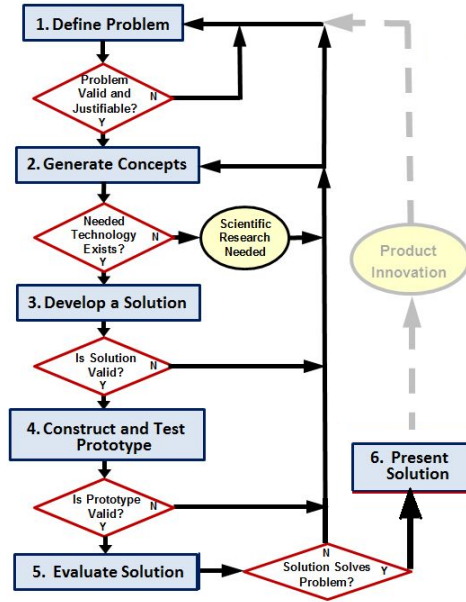 1. Define Problem
Problem
Valid and
Justifiable?
N
Y
2. Generate Concepts
Needed
Technology
Exists?
N
Y
Scientific
Research
Needed
Product
Innovation
3. Develop a Solution
Is Solution
Valid?
N
Y
4. Construct and Test
Prototype
6. Present
Solution
Is Prototype
Valid?
N
Y
5. Evaluate Solution
N
Solution Solves
Problem?
Y